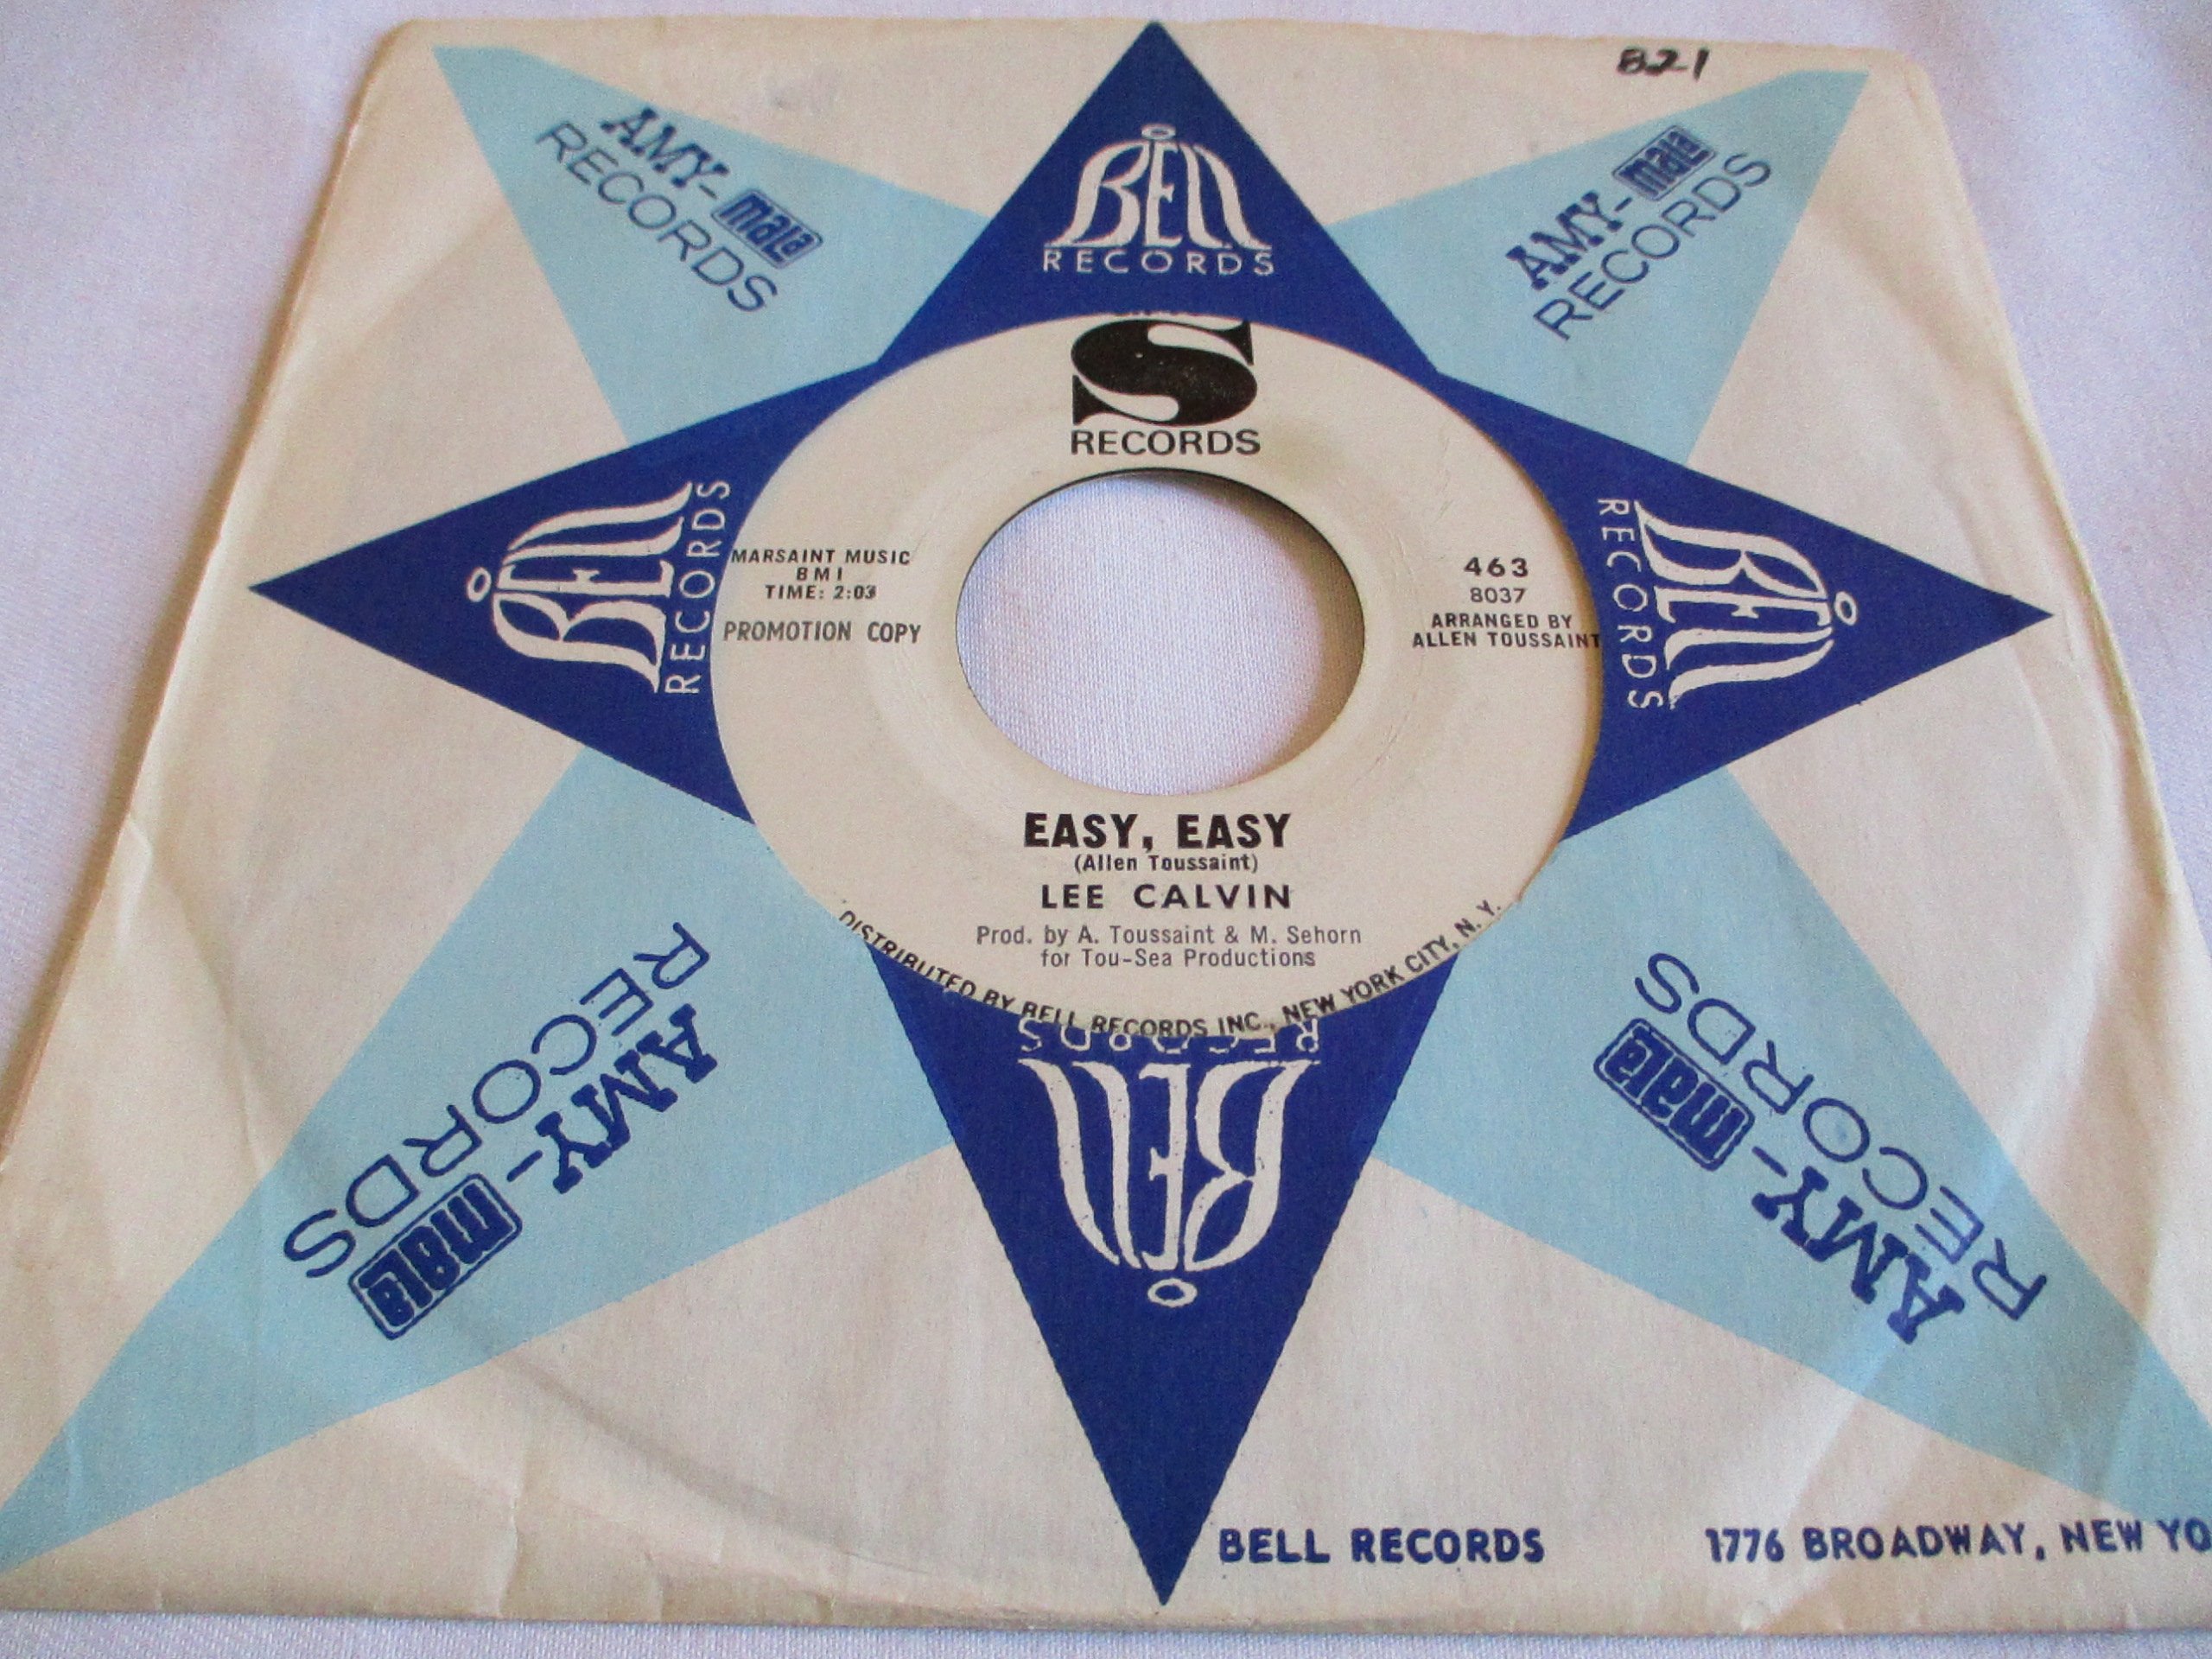 821
AMY-mala
RECORDS
BELL
RECORDS
AMY-mala
RECORDS
S
RECORDS
BELL
RECORDS
MARSAINT MUSIC
BMI
TIME: 2:03
PROMOTION COPY
463
8037
ARRANGED BY
ALLEN TOUSSAINT
BELL
RECORDS
EASY, EASY
(Allen Toussaint)
LEE CALVIN
Prod. by A. Toussaint & M. Sehorn
for Tou-Sea Productions
DISTRIBUTED BY BELL RECORDS INC., NEW YORK CITY, N. Y.
AMY-mala
RECORDS
BELL
RECORDS
AMY-mala
RECORDS
BELL RECORDS 1776 BROADWAY, NEW YO